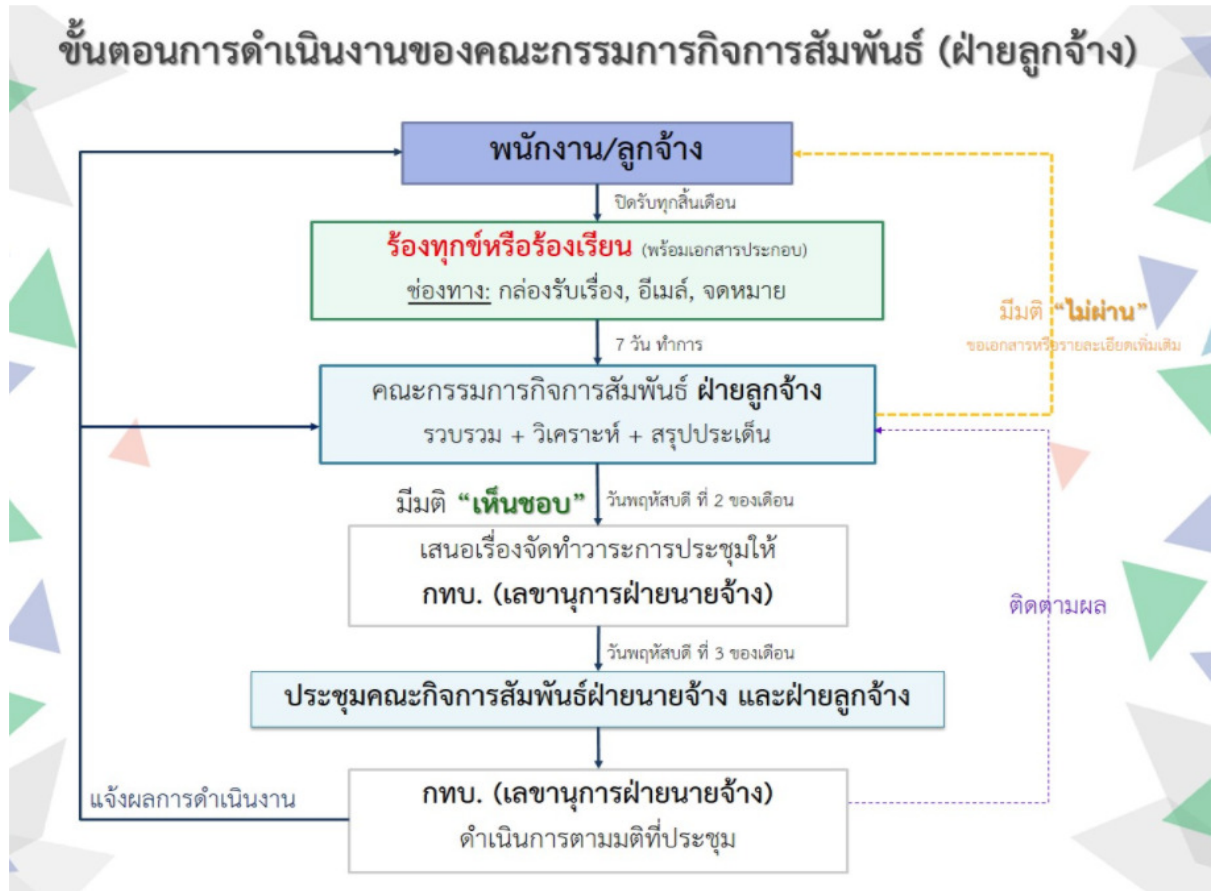 ขั้นตอนการดำเนินงานของคณะกรรมการกิจการสัมพันธ์ (ฝ่ายลูกจ้าง)
พนักงาน/ลูกจ้าง
ปิดรับทุกสิ้นเดือน
ร้องทุกข์หรือร้องเรียน (พร้อมเอกสารประกอบ)
ช่องทาง: กล่องรับเรื่อง, อีเมล์, จดหมาย
มีมติ “ไม่ผ่าน”
ขอเอกสารหรือรายละเอียดเพิ่มเติม
7 วัน ทำการ
คณะกรรมการกิจการสัมพันธ์ ฝ่ายลูกจ้าง
รวบรวม + วิเคราะห์ + สรุปประเด็น
มีมติ “เห็นชอบ”
วันพฤหัสบดี ที่ 2 ของเดือน
เสนอเรื่องจัดทำวาระการประชุมให้
กทบ. (เลขานุการฝ่ายนายจ้าง)
ติดตามผล
วันพฤหัสบดี ที่ 3 ของเดือน
ประชุมคณะกิจการสัมพันธ์ฝ่ายนายจ้าง และฝ่ายลูกจ้าง
แจ้งผลการดำเนินงาน
กทบ. (เลขานุการฝ่ายนายจ้าง)
ดำเนินการตามมติที่ประชุม